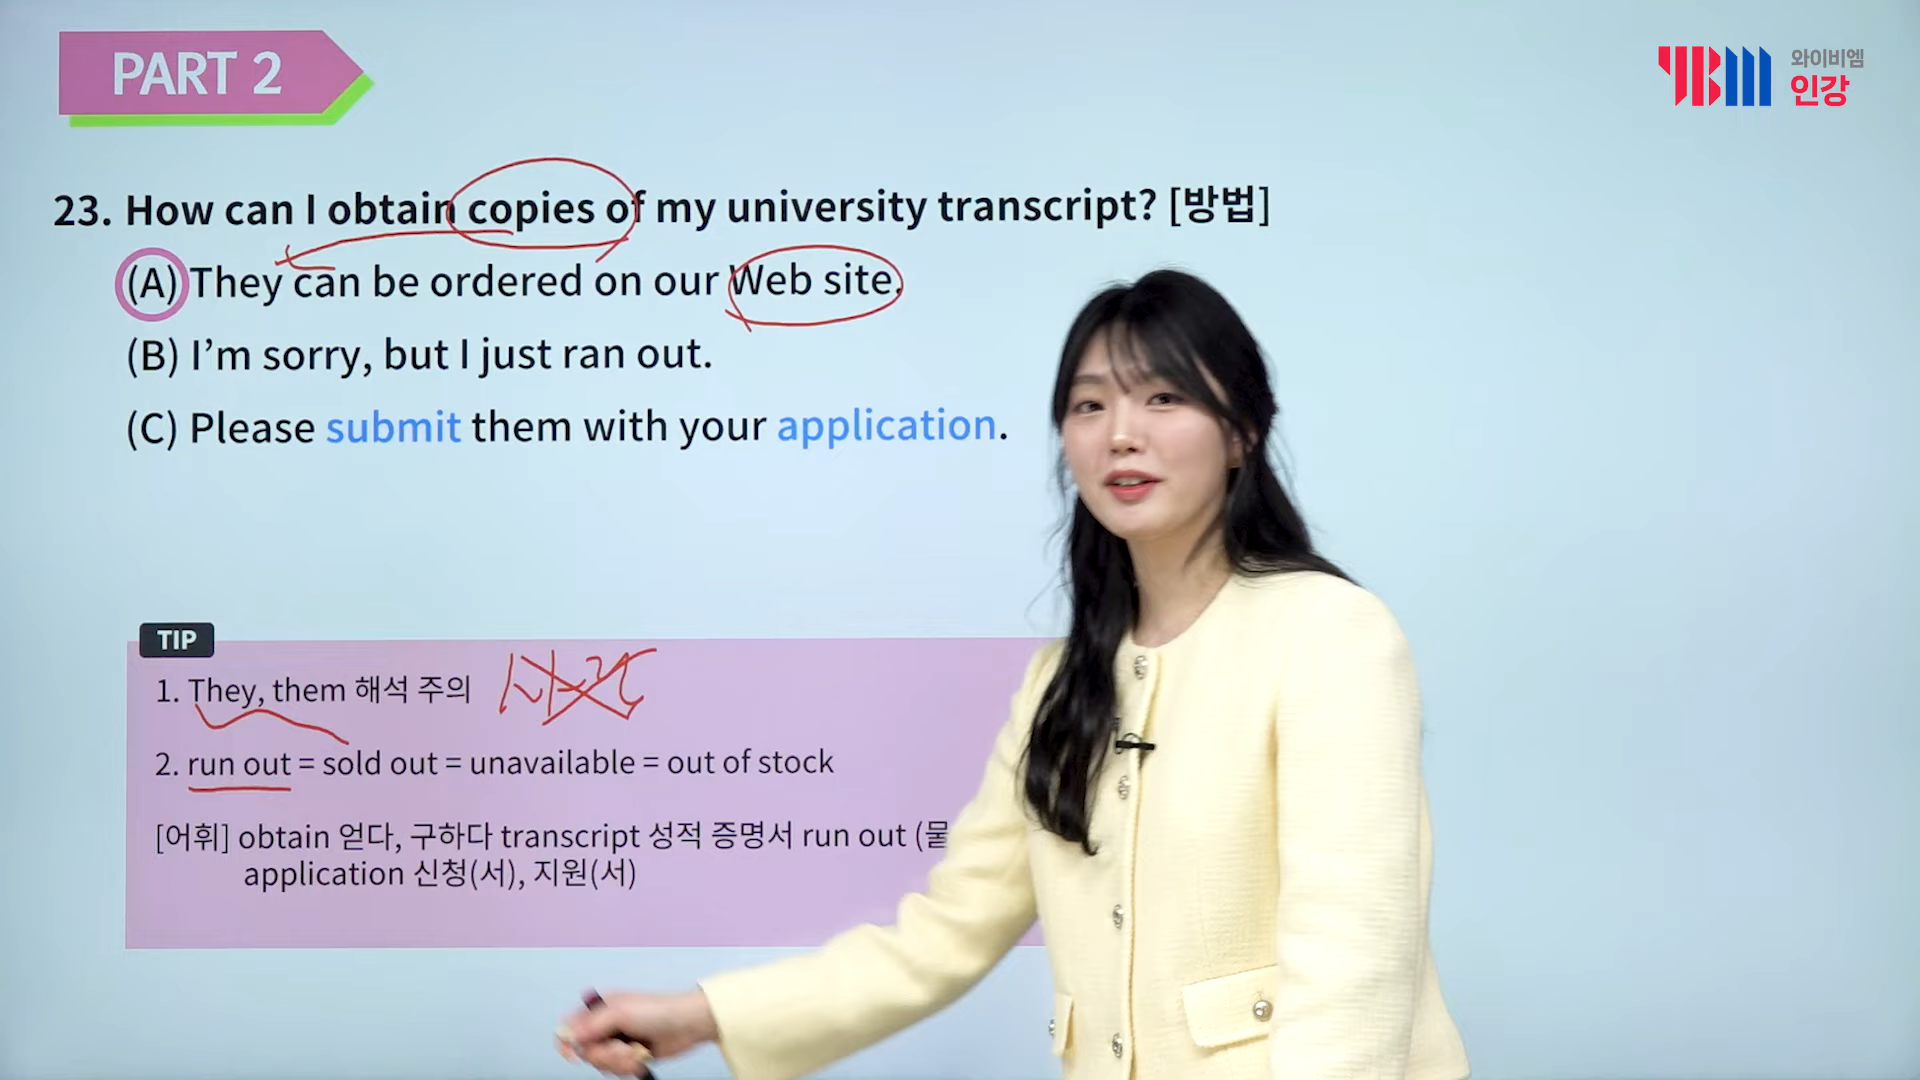 PART 2
YBM 와이비엠
인강
23. How can I obtain copies of my university transcript? [방법]
(A) They can be ordered on our Web site.
(B) I’m sorry, but I just ran out.
(C) Please submit them with your application.
TIP
1. They, them 해석 주의 사람
2. run out = sold out = unavailable = out of stock
[어휘] obtain 얻다, 구하다 transcript 성적 증명서 run out (물
application 신청(서), 지원(서)